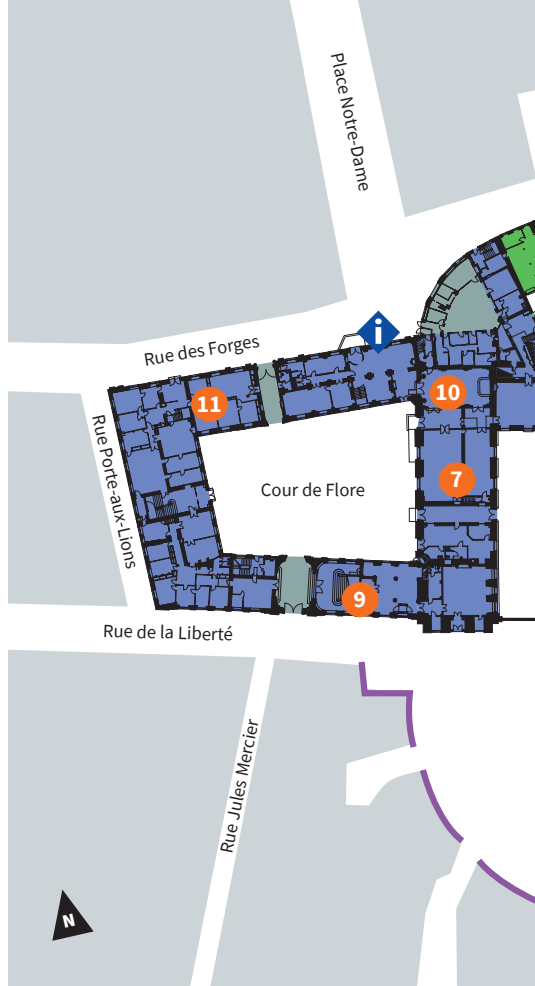 Place Notre-Dame
i
Rue des Forges
10
11
Rue Porte-aux-Lions
7
Cour de Flore
9
Rue de la Liberté
Rue Jules Mercier
N